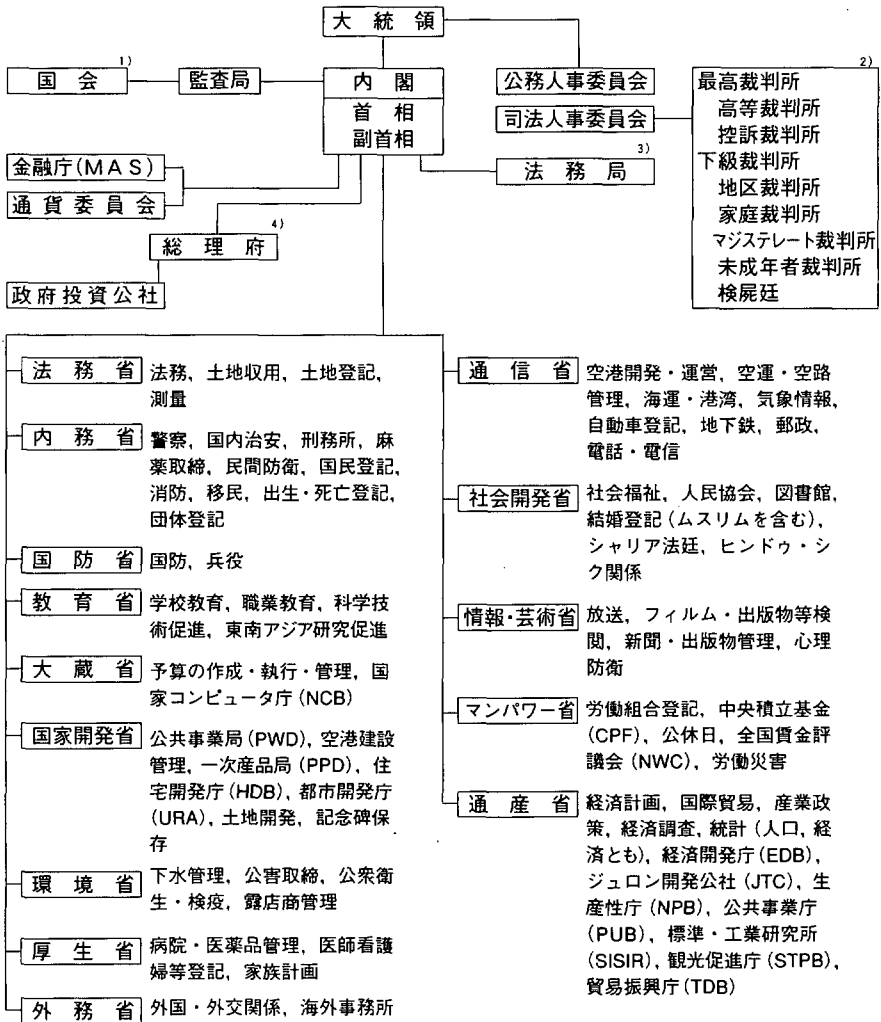 大統領
国会 1)
監査局
内閣
首相
副首相
公務人事委員会
司法人事委員会
法務局 3)
2)
最高裁判所
高等裁判所
控訴裁判所
下級裁判所
地区裁判所
家庭裁判所
マジステレート裁判所
未成年者裁判所
検屍廷
金融庁(MAS)
通貨委員会
総理府 4)
政府投資公社
法務省
法務，土地収用，土地登記，
測量
内務省
警察，国内治安，刑務所，麻
薬取締，民間防衛，国民登記，
消防，移民，出生・死亡登記，
団体登記
国防省
国防，兵役
教育省
学校教育，職業教育，科学技
術促進，東南アジア研究促進
大蔵省
予算の作成・執行・管理，国
家コンピュータ庁(NCB)
国家開発省
公共事業局(PWD)，空港建設
管理，一次産品局(PPD)，住
宅開発庁(HDB)，都市開発庁
(URA)，土地開発，記念碑保
存
環境省
下水管理，公害取締，公衆衛
生・検疫，露店商管理
厚生省
病院・医薬品管理，医師看護
婦等登記，家族計画
外務省
外国・外交関係，海外事務所
通信省
空港開発・運営，空運・空路
管理，海運・港湾，気象情報，
自動車登記，地下鉄，郵政，
電話・電信
社会開発省
社会福祉，人民協会，図書館，
結婚登記(ムスリムを含む)，
シャリア法廷，ヒンドゥ・シ
ク関係
情報・芸術省
放送，フィルム・出版物等検
閲，新聞・出版物管理，心理
防衛
マンパワー省
労働組合登記，中央積立基金
(CPF)，公休日，全国賃金評
議会(NWC)，労働災害
通産省
経済計画，国際貿易，産業政
策，経済調査，統計(人口，経
済とも)，経済開発庁(EDB)，
ジュロン開発公社(JTC)，生
産性庁(NPB)，公共事業庁
(PUB)，標準・工業研究所
(SISIR)，観光促進庁(STPB)，
貿易振興庁(TDB)